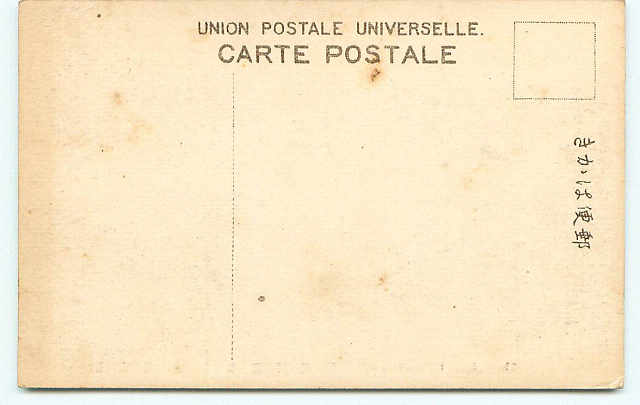 UNION POSTALE UNIVERSELLE.
CARTE POSTALE
郵便はかき